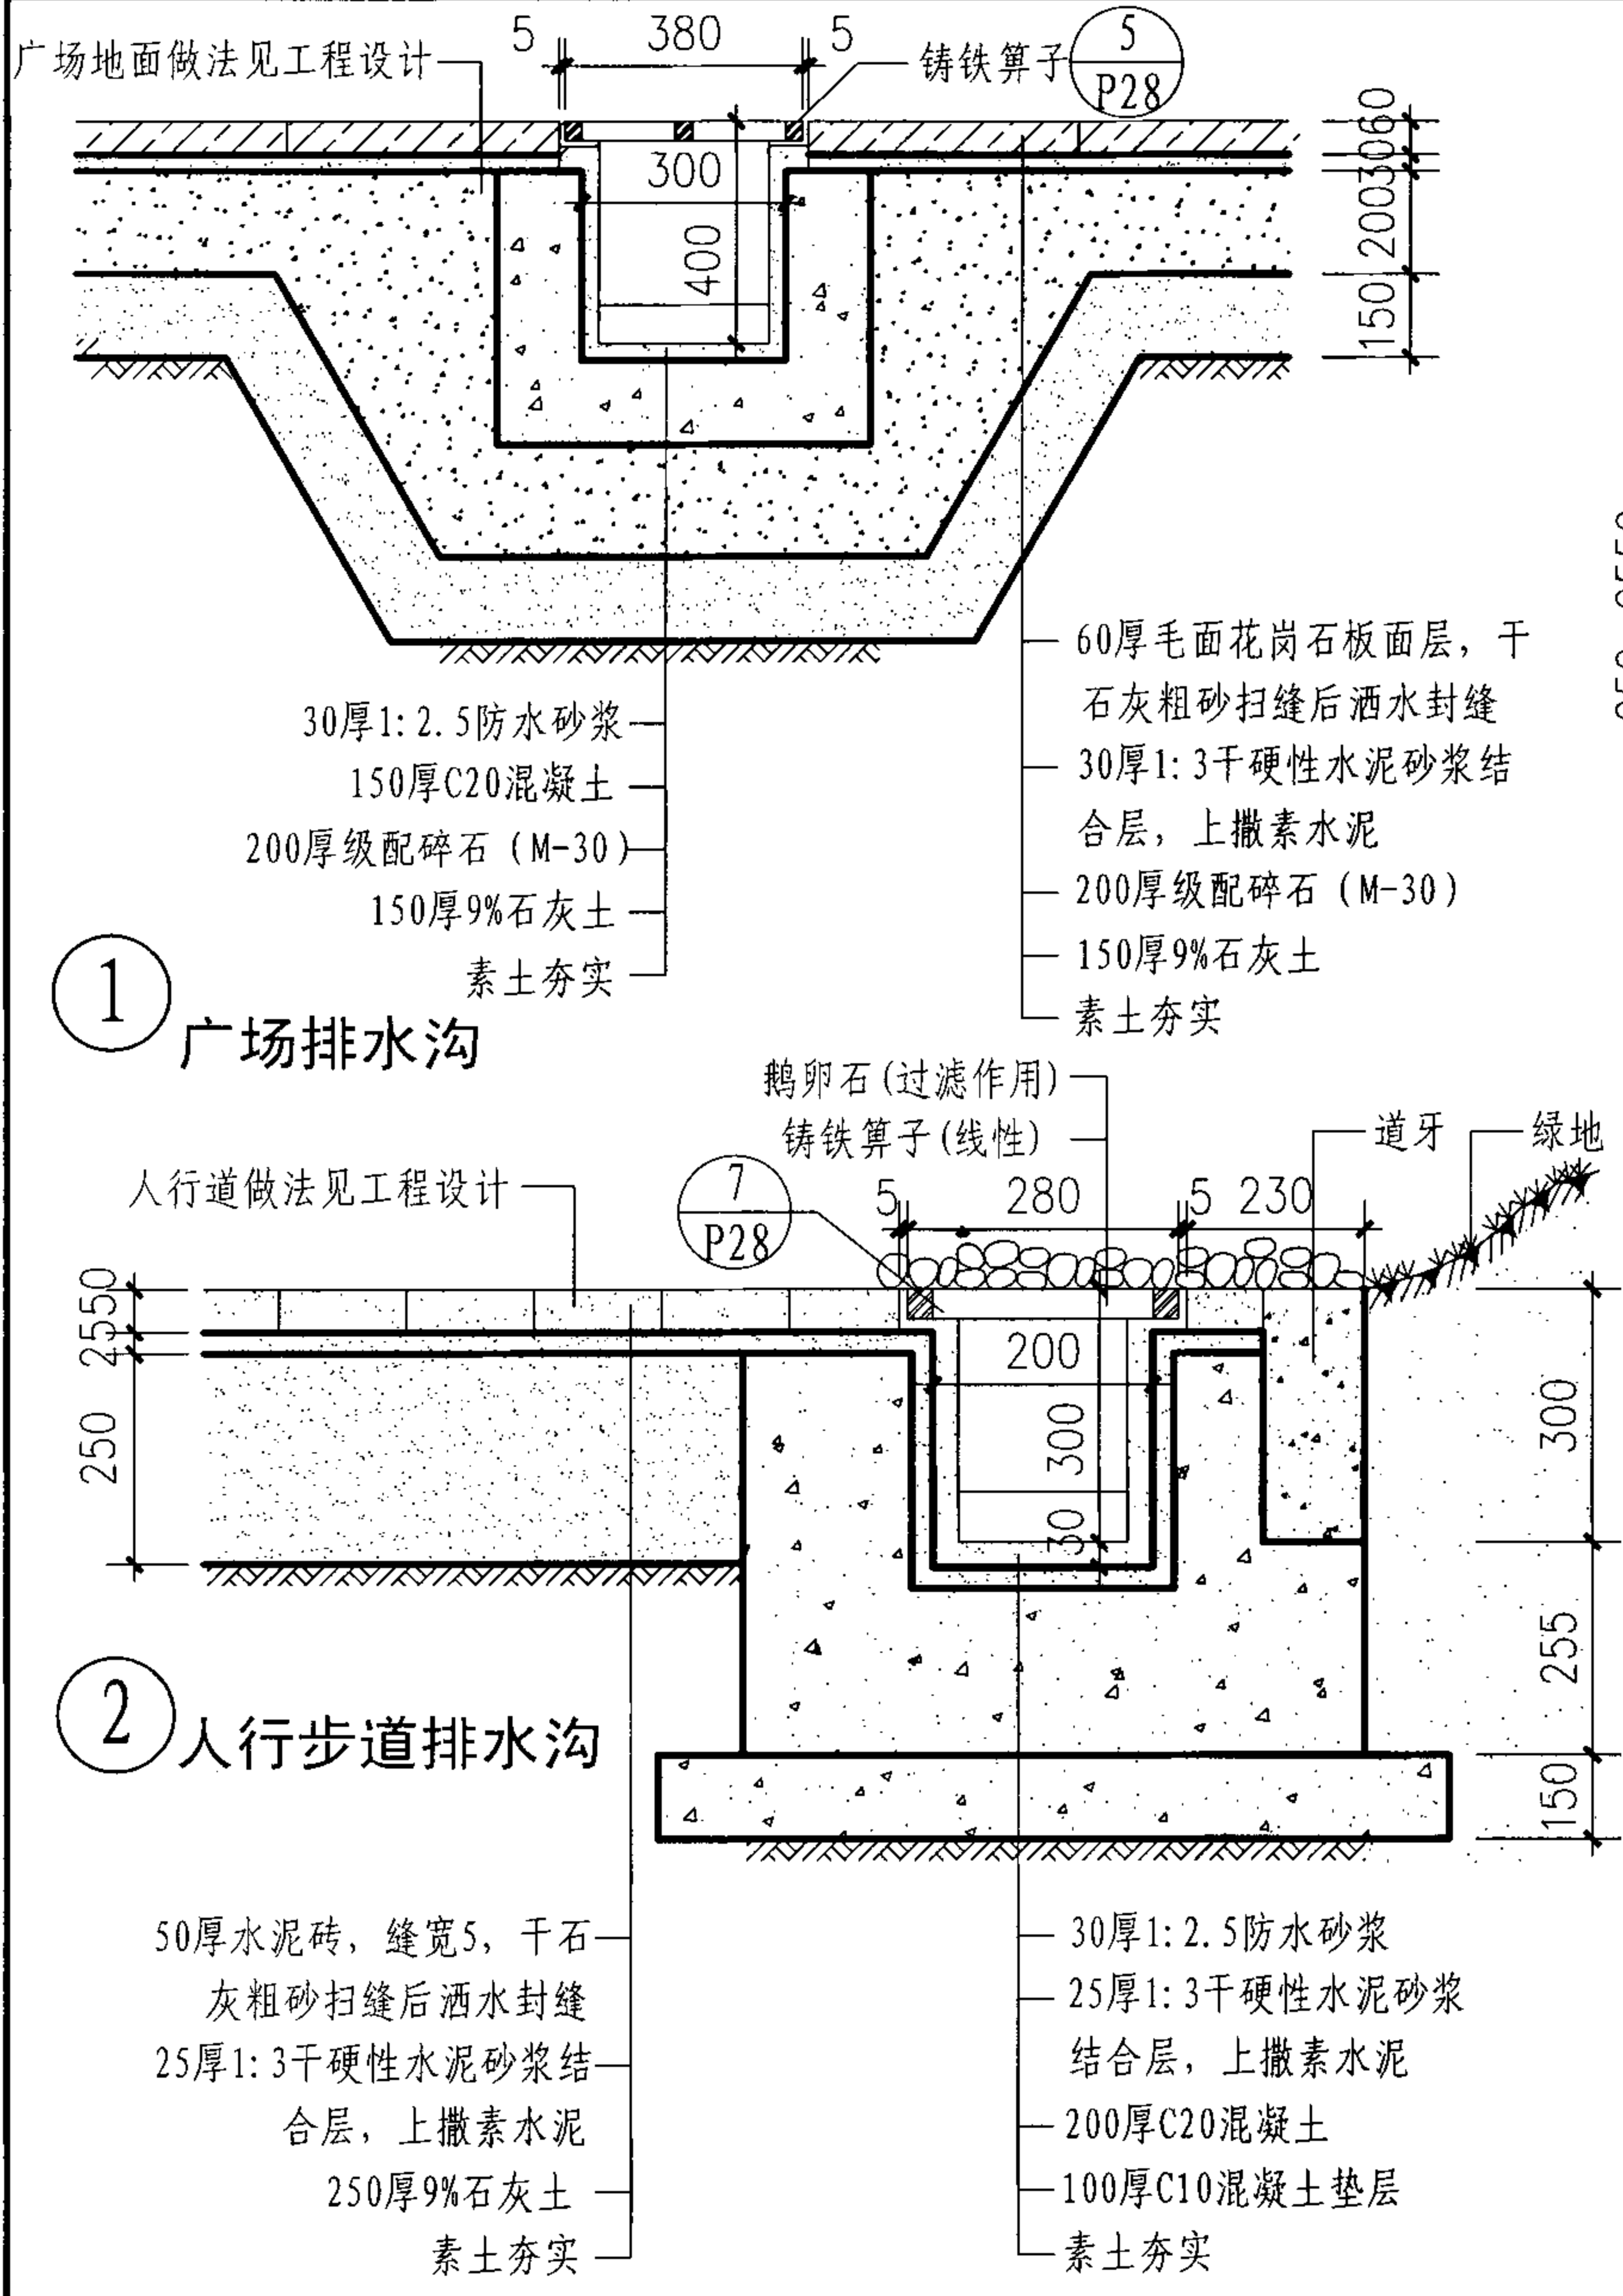 5 380 5
广场地面做法见工程设计
铸铁箅子
5
P28
300
400
60
30
200
150
60厚毛面花岗石板面层，干
石灰粗砂扫缝后洒水封缝
30厚1:3干硬性水泥砂浆结
合层，上撒素水泥
200厚级配碎石（M-30）
150厚9%石灰土
素土夯实
30厚1:2.5防水砂浆
150厚C20混凝土
200厚级配碎石（M-30）
150厚9%石灰土
素土夯实
1
广场排水沟
鹅卵石(过滤作用)
铸铁箅子(线性)
道牙
绿地
人行道做法见工程设计
7
P28
5 280 5 230
50
25
250
200
300
30
300
255
150
2
人行步道排水沟
50厚水泥砖，缝宽5，干石
灰粗砂扫缝后洒水封缝
25厚1:3干硬性水泥砂浆结
合层，上撒素水泥
250厚9%石灰土
素土夯实
30厚1:2.5防水砂浆
25厚1:3干硬性水泥砂浆
结合层，上撒素水泥
200厚C20混凝土
100厚C10混凝土垫层
素土夯实